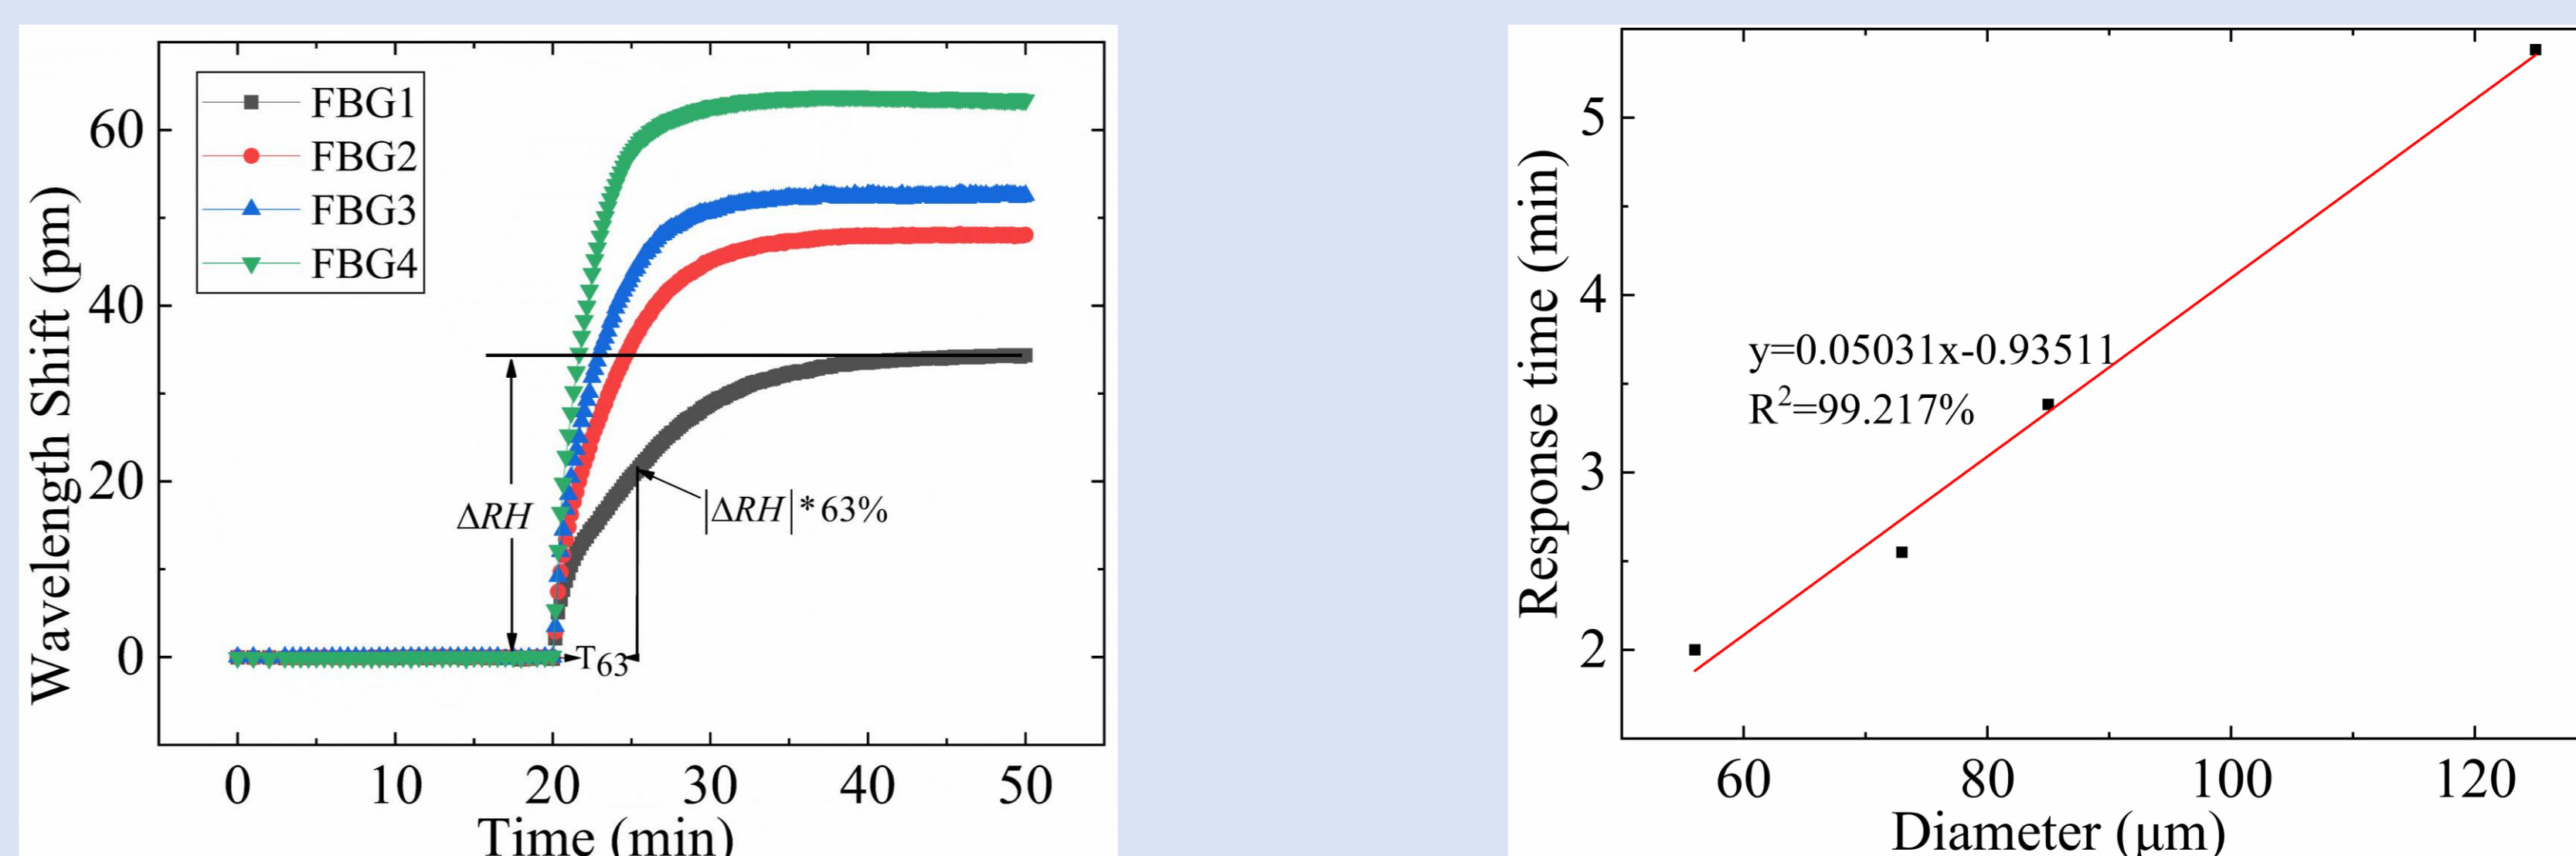 FBG1
FBG2
FBG3
FBG4
Wavelength Shift (pm)
60
40
20
0
ΔRH
|ΔRH|*63%
T63
0 10 20 30 40 50
Time (min)
Response time (min)
5
4
3
2
y=0.05031x-0.93511
R²=99.217%
60 80 100 120
Diameter (μm)